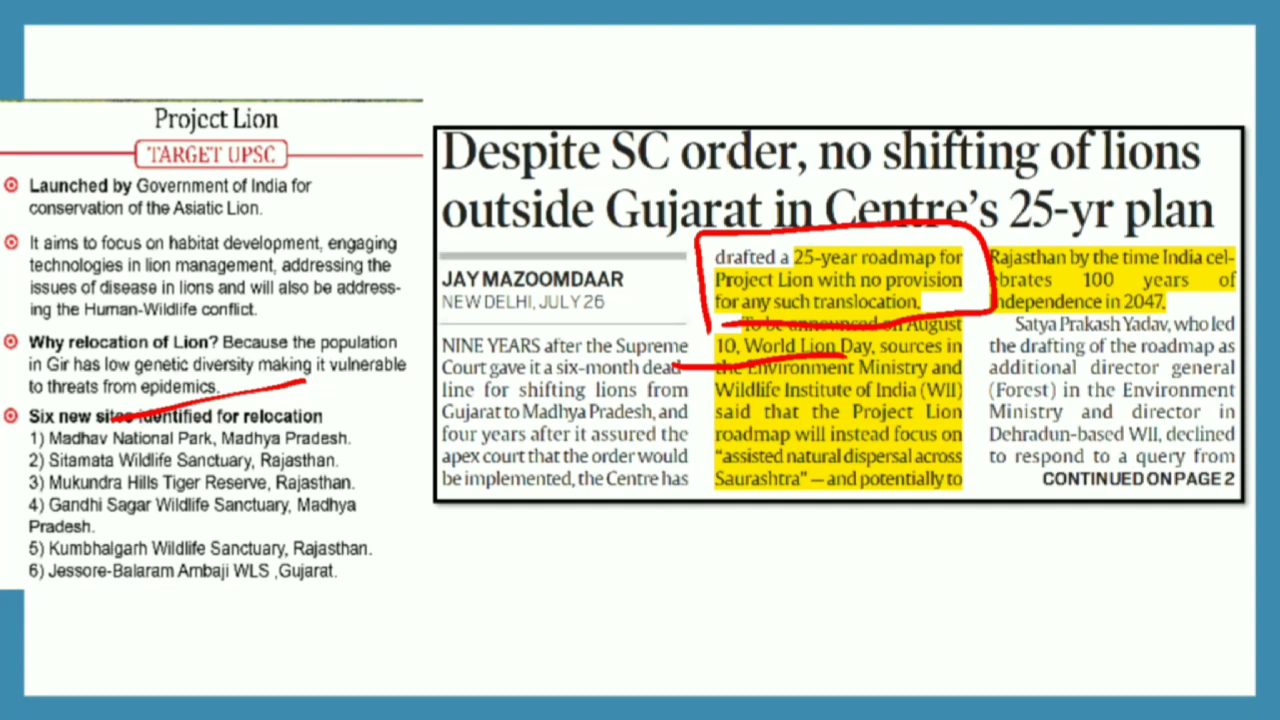 Project Lion
TARGET UPSC
Launched by Government of India for
conservation of the Asiatic Lion.
It aims to focus on habitat development, engaging
technologies in lion management, addressing the
issues of disease in lions and will also be address-
ing the Human-Wildlife conflict.
Why relocation of Lion? Because the population
in Gir has low genetic diversity making it vulnerable
to threats from epidemics.
Six new sites identified for relocation
1) Madhav National Park, Madhya Pradesh.
2) Sitamata Wildlife Sanctuary, Rajasthan.
3) Mukundra Hills Tiger Reserve, Rajasthan.
4) Gandhi Sagar Wildlife Sanctuary, Madhya
Pradesh.
5) Kumbhalgarh Wildlife Sanctuary, Rajasthan.
6) Jessore-Balaram Ambaji WLS ,Gujarat.
Despite SC order, no shifting of lions
outside Gujarat in Centre's 25-yr plan
JAY MAZOOMDAAR
NEW DELHI, JULY 26
NINE YEARS after the Supreme
Court gave it a six-month dead-
line for shifting lions from
Gujarat to Madhya Pradesh, and
four years after it assured the
apex court that the order would
be implemented, the Centre has
drafted a 25-year roadmap for
Project Lion with no provision
for any such translocation.
To be announced on August
10, World Lion Day, sources in
the Environment Ministry and
Wildlife Institute of India (WII)
said that the Project Lion
roadmap will instead focus on
"assisted natural dispersal across
Saurashtra" — and potentially to
Rajasthan by the time India cel-
ebrates 100 years of
independence in 2047.
Satya Prakash Yadav, who led
the drafting of the roadmap as
additional director general
(Forest) in the Environment
Ministry and director in
Dehradun-based WII, declined
to respond to a query from
CONTINUED ON PAGE 2